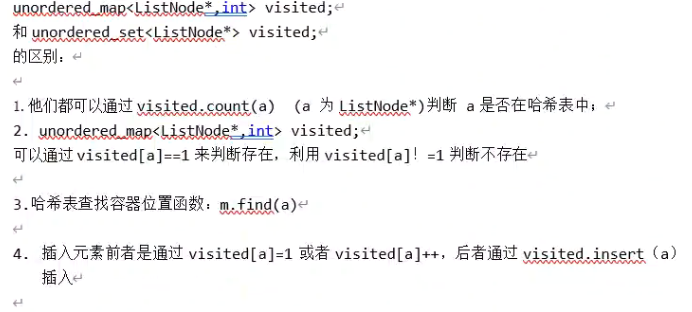 unordered_map<ListNode*,int> visited;
和 unordered_set<ListNode*> visited;
的区别：
1.他们都可以通过 visited.count(a) (a 为 ListNode*)判断 a 是否在哈希表中；
2. unordered_map<ListNode*,int> visited;
可以通过 visited[a]==1 来判断存在，利用 visited[a]！=1 判断不存在
3.哈希表查找容器位置函数：m.find(a)
4. 插入元素前者是通过 visited[a]=1 或者 visited[a]++，后者通过 visited.insert（a）
插入